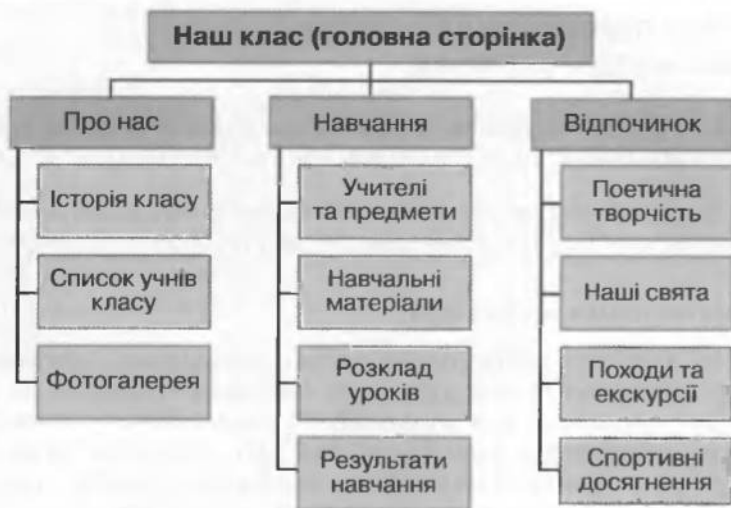 Наш клас (головна сторінка)
Про нас
Історія класу
Список учнів
класу
Фотогалерея
Навчання
Учителі
та предмети
Навчальні
матеріали
Розклад
уроків
Результати
навчання
Відпочинок
Поетична
творчість
Наші свята
Походи та
екскурсії
Спортивні
досягнення